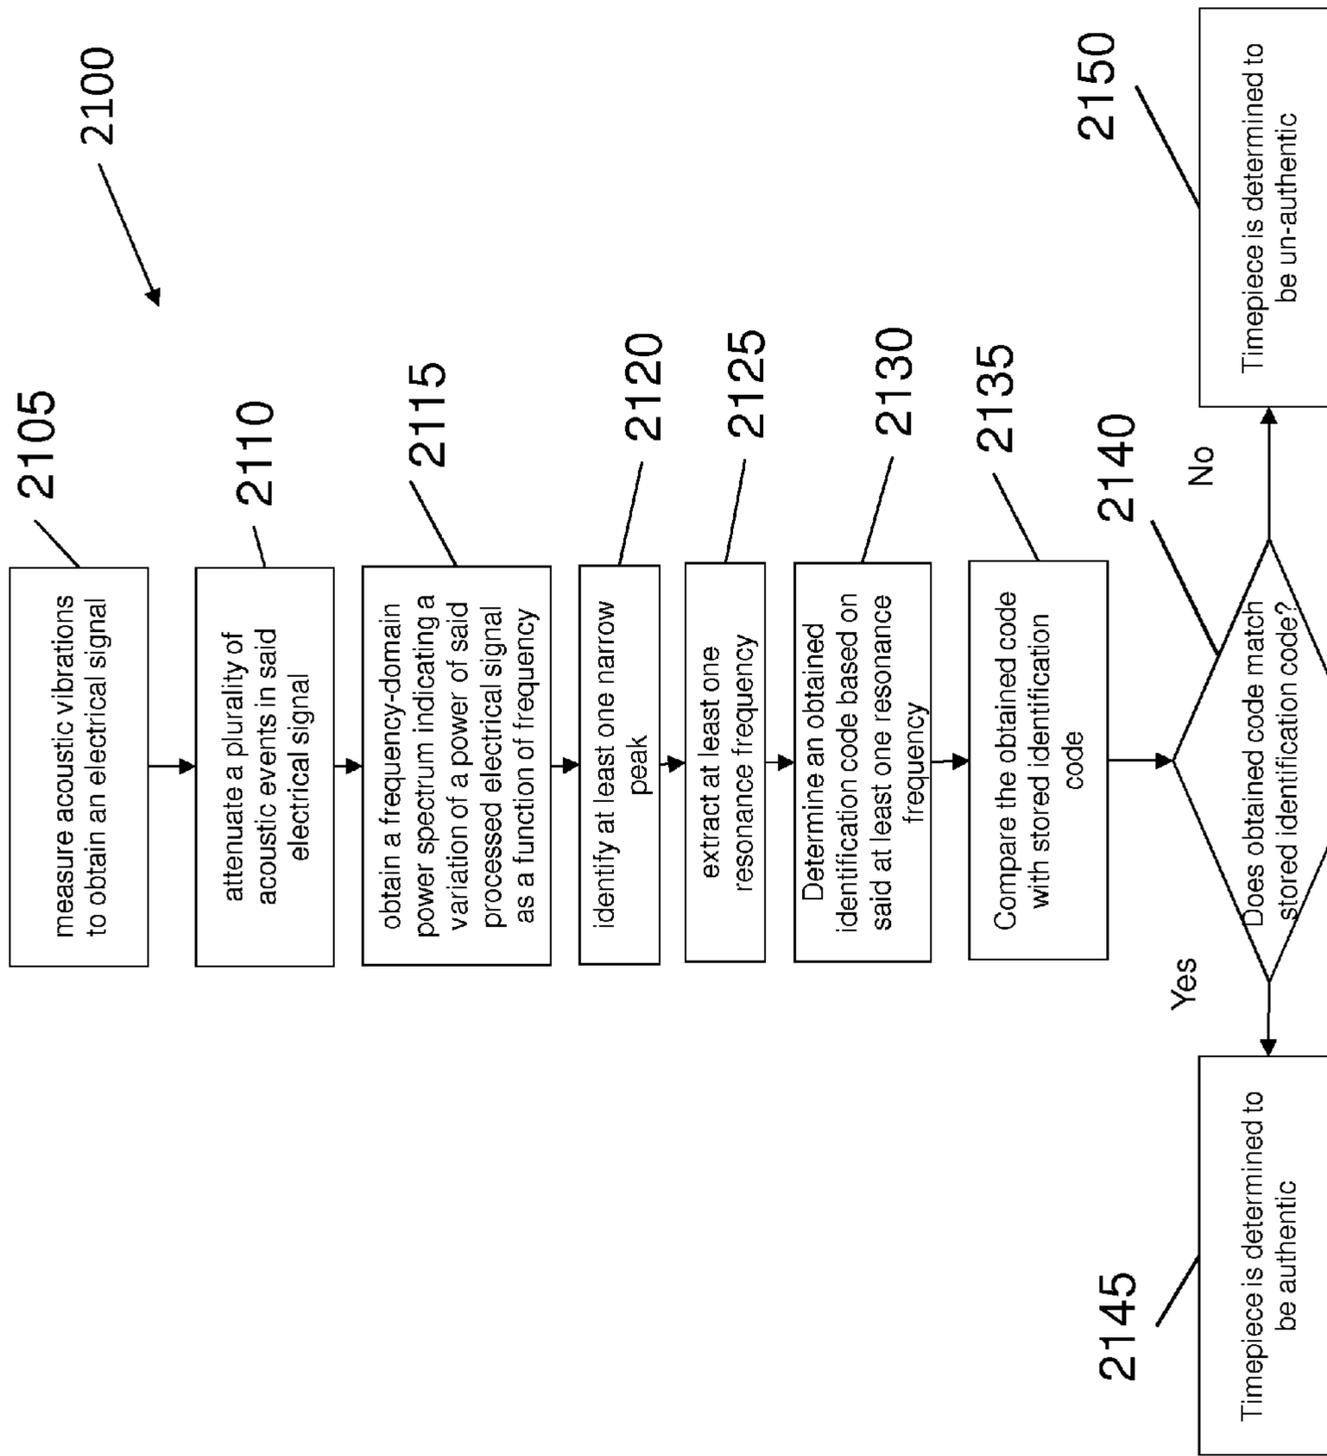 2100
2105
measure acoustic vibrations
to obtain an electrical signal
2110
attenuate a plurality of
acoustic events in said
electrical signal
2115
obtain a frequency-domain
power spectrum indicating a
variation of a power of said
processed electrical signal
as a function of frequency
2120
identify at least one narrow
peak
2125
extract at least one
resonance frequency
2130
Determine an obtained
identification code based on
said at least one resonance
frequency
2135
Compare the obtained code
with stored identification
code
2140
Does obtained code match
stored identification code?
Yes
No
2145
Timepiece is determined to
be authentic
2150
Timepiece is determined to
be un-authentic